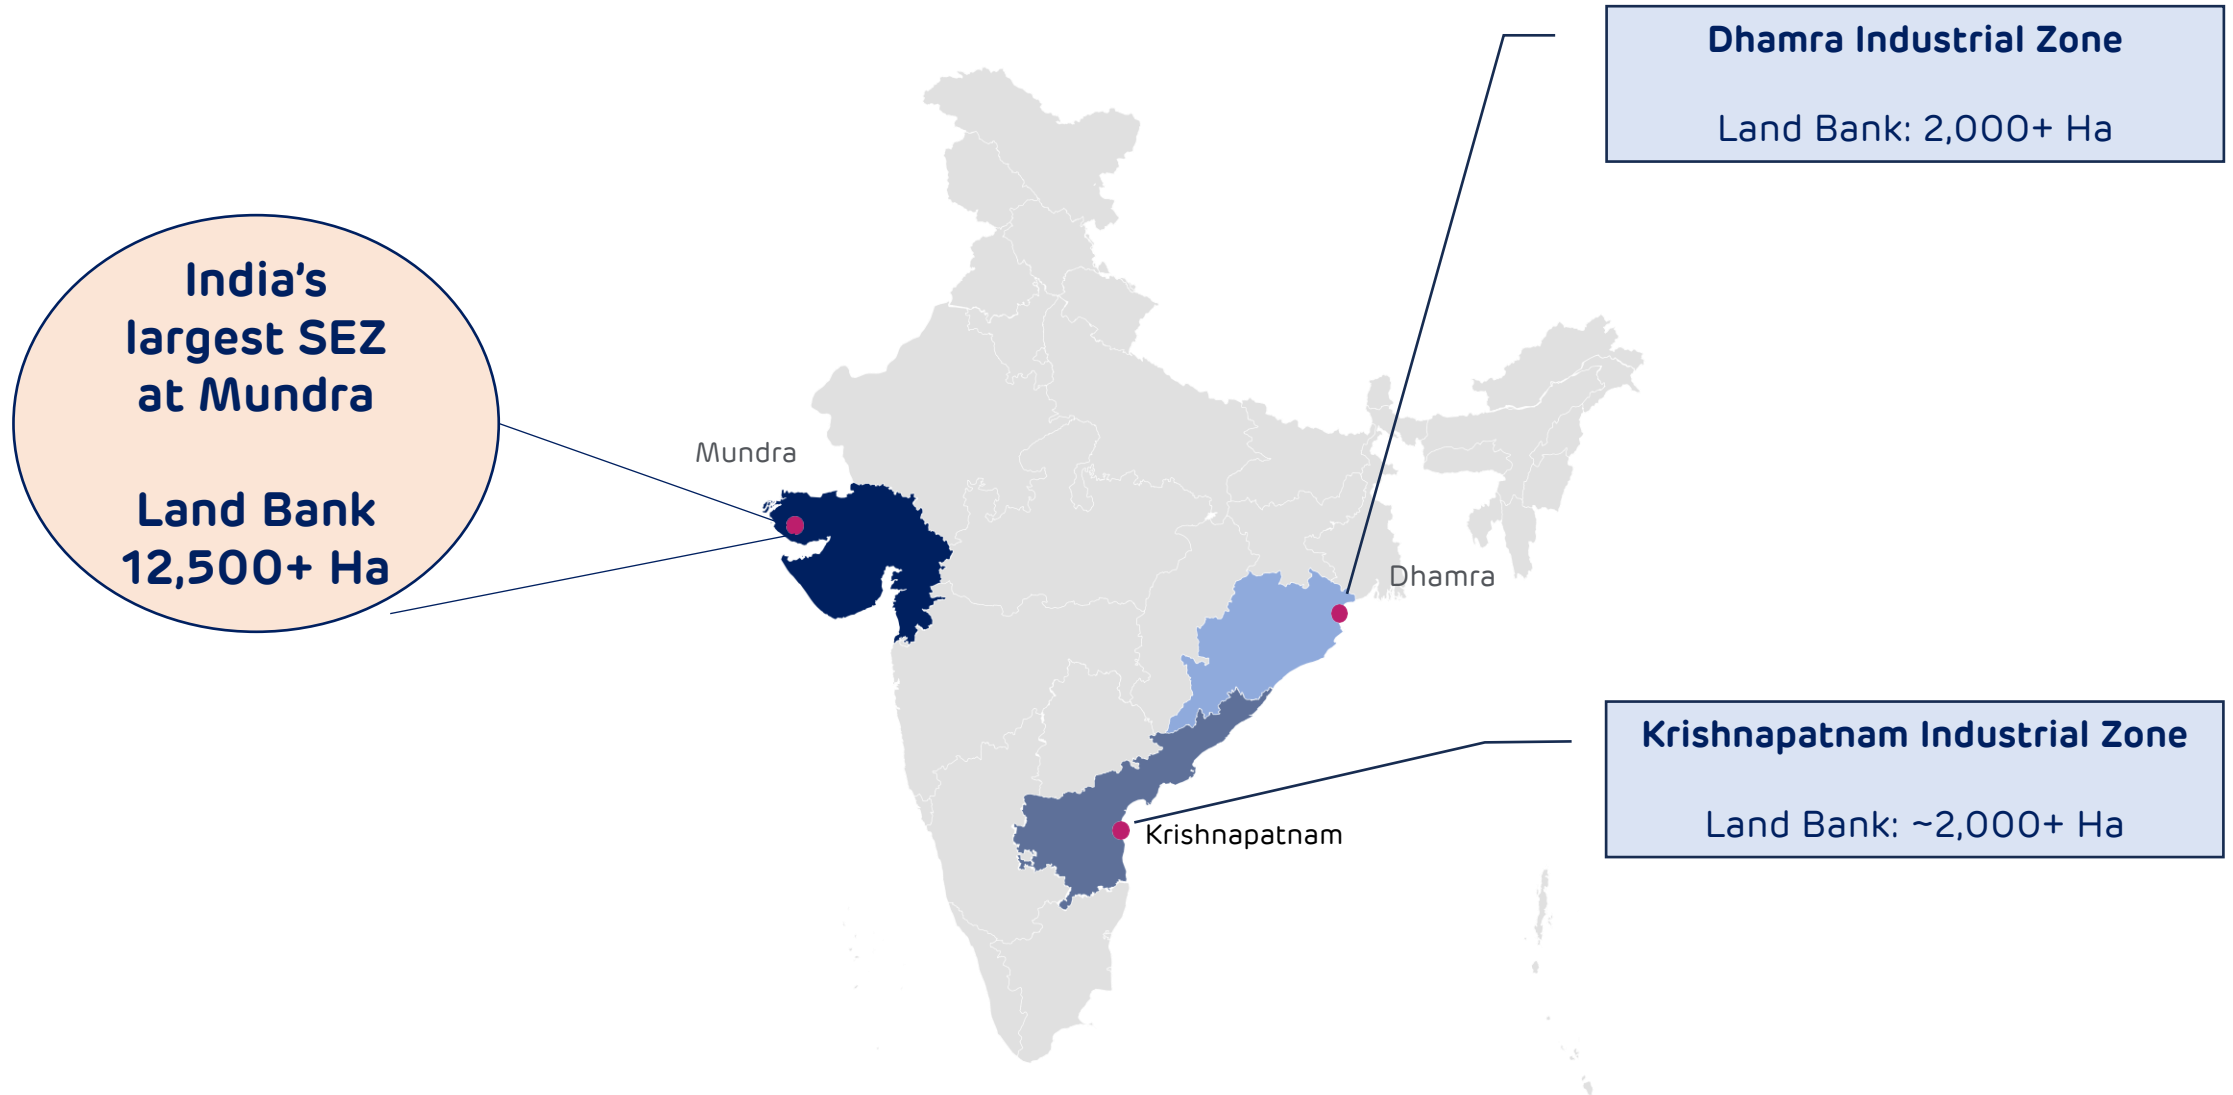 India's
largest SEZ
at Mundra
Land Bank
12,500+ Ha
Mundra
Dhamra Industrial Zone
Land Bank: 2,000+ Ha
Dhamra
Krishnapatnam Industrial Zone
Land Bank: ~2,000+ Ha
Krishnapatnam